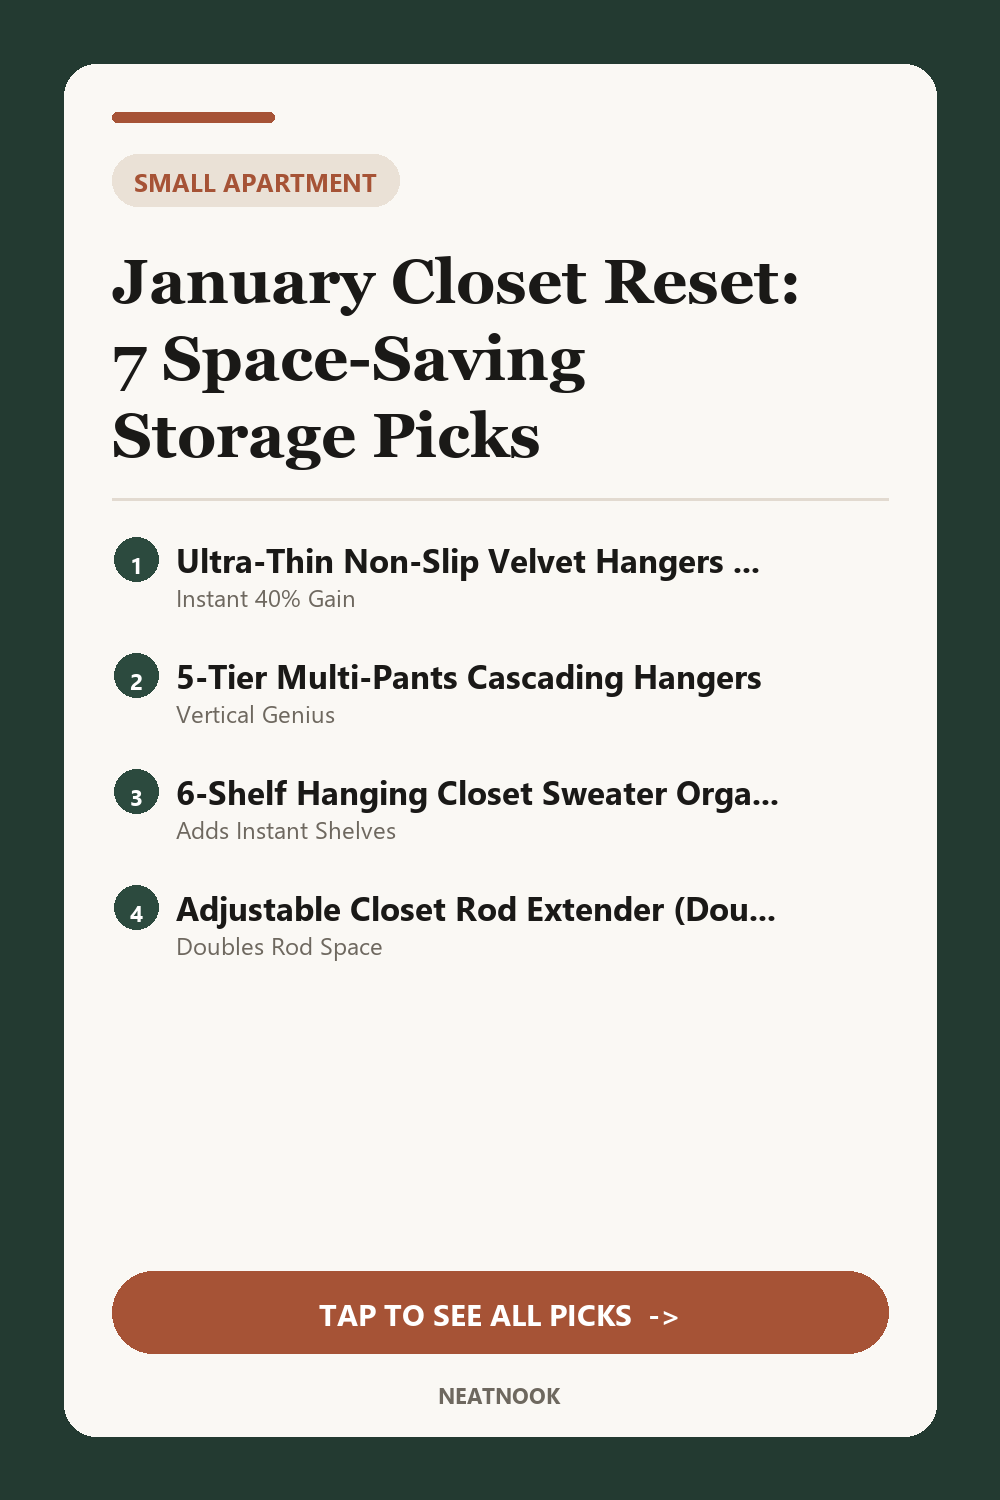 SMALL APARTMENT
January Closet Reset:
7 Space-Saving
Storage Picks
1 Ultra-Thin Non-Slip Velvet Hangers ...
Instant 40% Gain
2 5-Tier Multi-Pants Cascading Hangers
Vertical Genius
3 6-Shelf Hanging Closet Sweater Orga...
Adds Instant Shelves
4 Adjustable Closet Rod Extender (Dou...
Doubles Rod Space
TAP TO SEE ALL PICKS ->
NEATNOOK